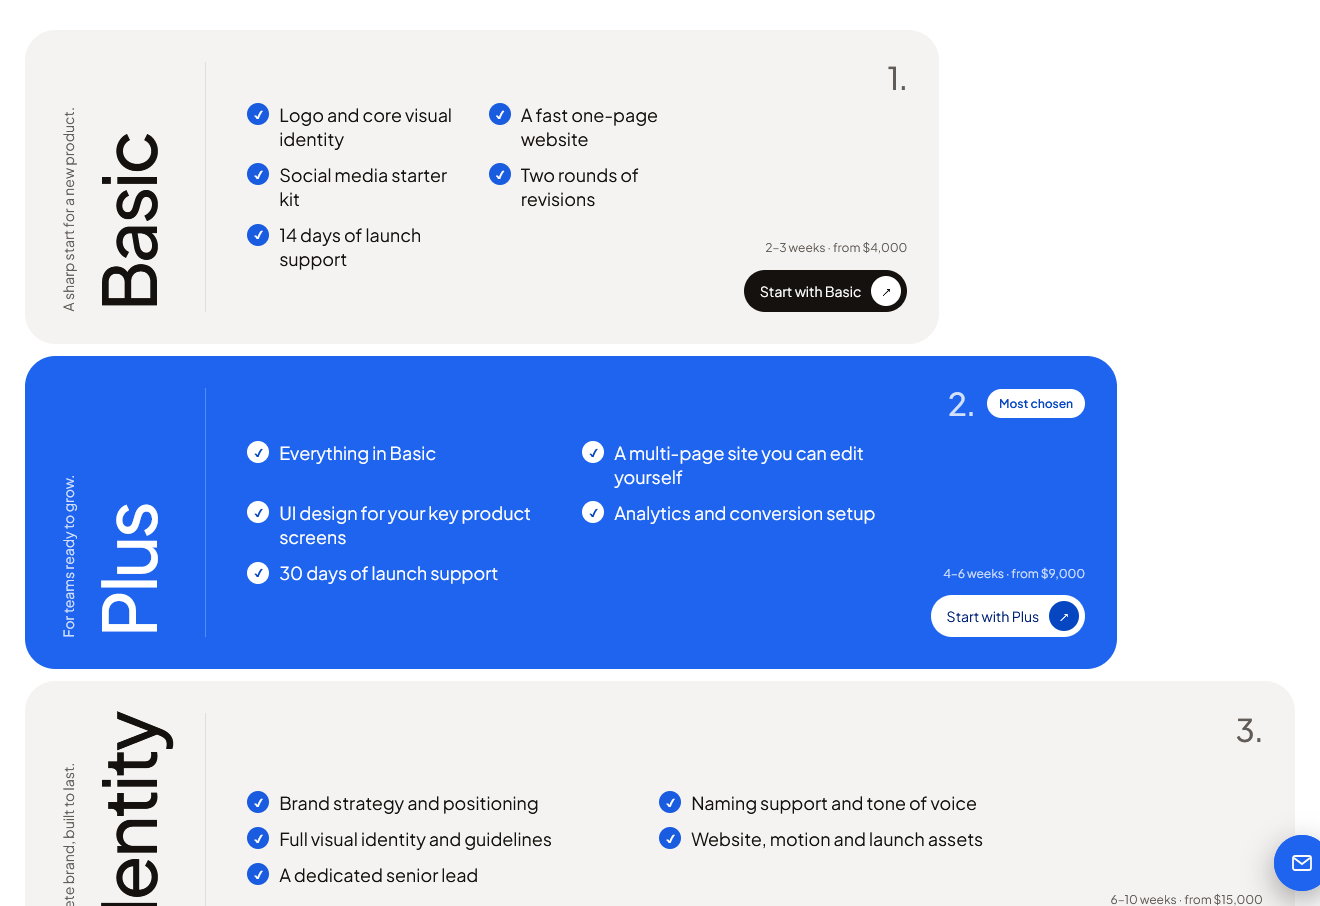 A sharp start for a new product.
Basic
Logo and core visual
identity
A fast one-page
website
Social media starter
kit
Two rounds of
revisions
14 days of launch
support
1.
2–3 weeks · from $4,000
Start with Basic ↗
For teams ready to grow.
Plus
Everything in Basic
A multi-page site you can edit
yourself
UI design for your key product
screens
Analytics and conversion setup
30 days of launch support
2.
Most chosen
4–6 weeks · from $9,000
Start with Plus ↗
brand, built to last.
Brand strategy and positioning
Naming support and tone of voice
Full visual identity and guidelines
Website, motion and launch assets
A dedicated senior lead
3.
6–10 weeks · from $15,000